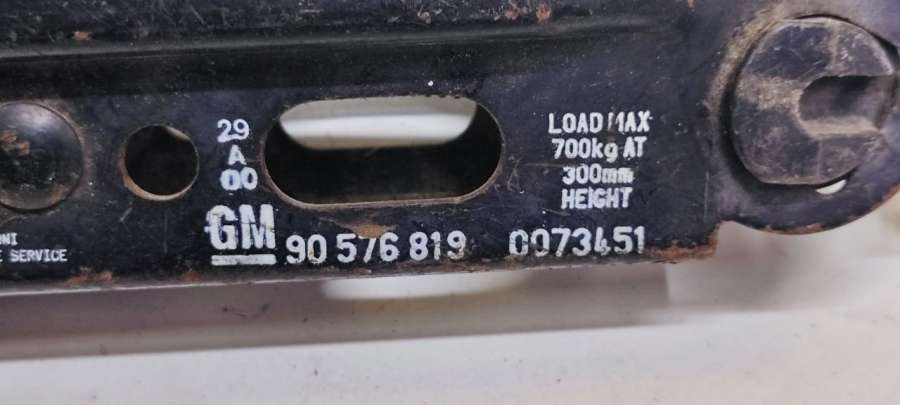 29
A
00
LOAD MAX
700kg AT
300mm
HEIGHT
GM 90 576 819 0073451
SERVICE